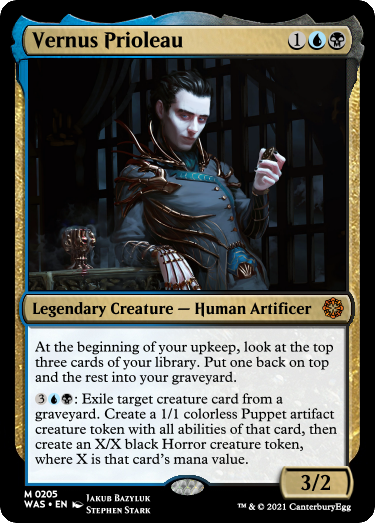 Vernus Prioleau 1
Legendary Creature — Human Artificer
At the beginning of your upkeep, look at the top
three cards of your library. Put one back on top
and the rest into your graveyard.
3: Exile target creature card from a
graveyard. Create a 1/1 colorless Puppet artifact
creature token with all abilities of that card, then
create an X/X black Horror creature token,
where X is that card's mana value.
3/2
M 0205
WAS • EN JAKUB BAZYLUK
STEPHEN STARK
™ & © 2021 CanterburyEgg